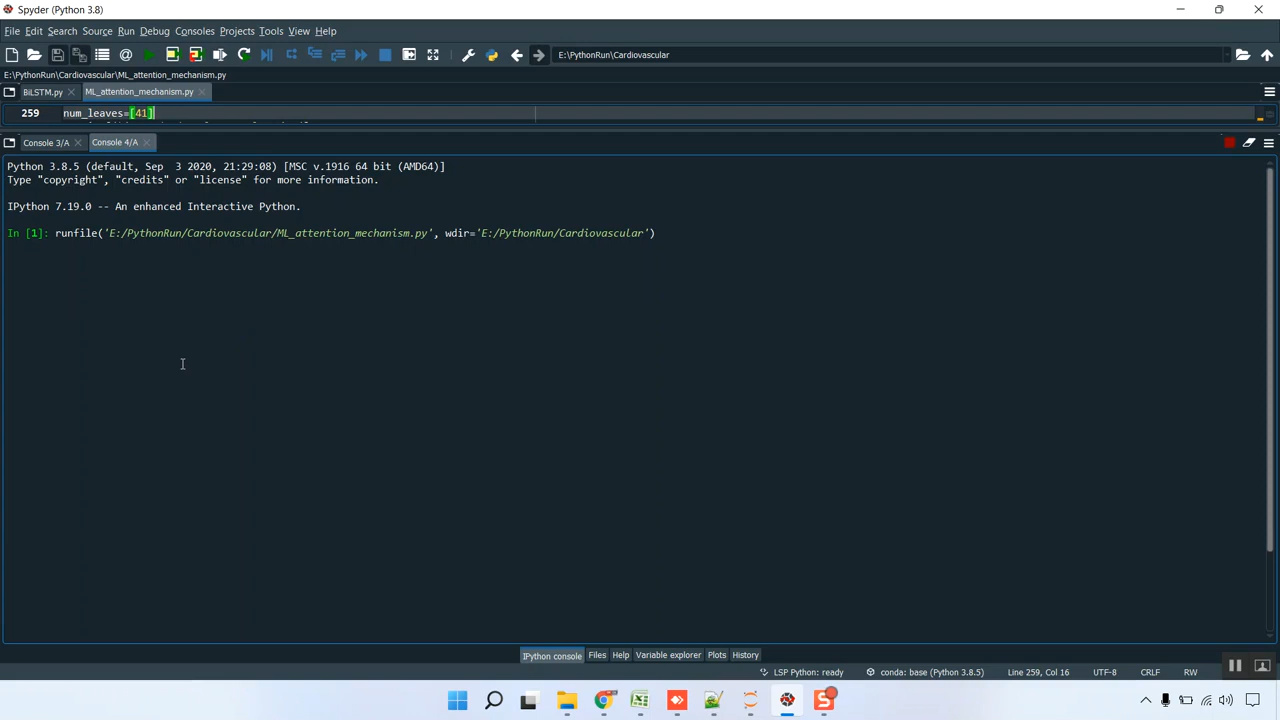 Spyder (Python 3.8)
File Edit Search Source Run Debug Consoles Projects Tools View Help
E:\PythonRun\Cardiovascular
E:\PythonRun\Cardiovascular\ML_attention_mechanism.py
BiLSTM.py ML_attention_mechanism.py
259 num_leaves=[41]
Console 3/A Console 4/A
Python 3.8.5 (default, Sep 3 2020, 21:29:08) [MSC v.1916 64 bit (AMD64)]
Type "copyright", "credits" or "license" for more information.
IPython 7.19.0 -- An enhanced Interactive Python.
In [1]: runfile('E:/PythonRun/Cardiovascular/ML_attention_mechanism.py', wdir='E:/PythonRun/Cardiovascular')
IPython console Files Help Variable explorer Plots History
LSP Python: ready conda: base (Python 3.8.5) Line 259, Col 16 UTF-8 CRLF RW